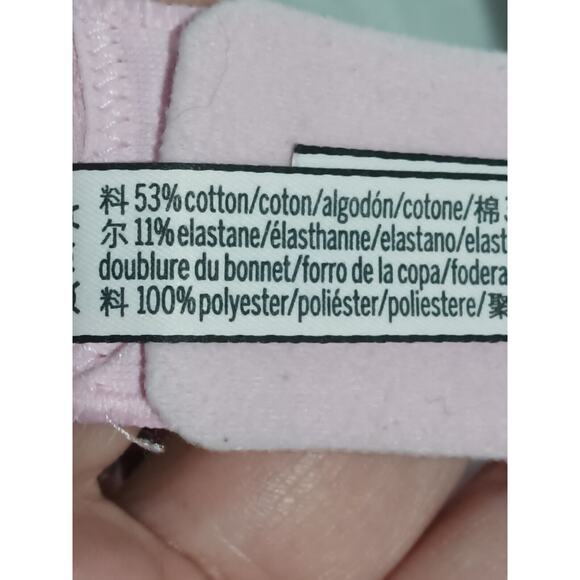 料 53% cotton/coton/algodón/cotone/棉
尔 11% elastane/élasthanne/elastano/elast
doublure du bonnet/forro de la copa/fodera
料 100% polyester/poliéster/poliestere/聚